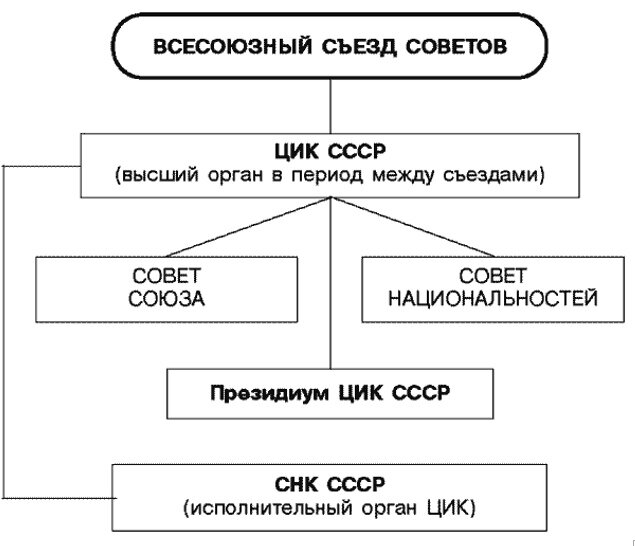 ВСЕСОЮЗНЫЙ СЪЕЗД СОВЕТОВ
ЦИК СССР
(высший орган в период между съездами)
СОВЕТ
СОЮЗА
СОВЕТ
НАЦИОНАЛЬНОСТЕЙ
Президиум ЦИК СССР
СНК СССР
(исполнительный орган ЦИК)